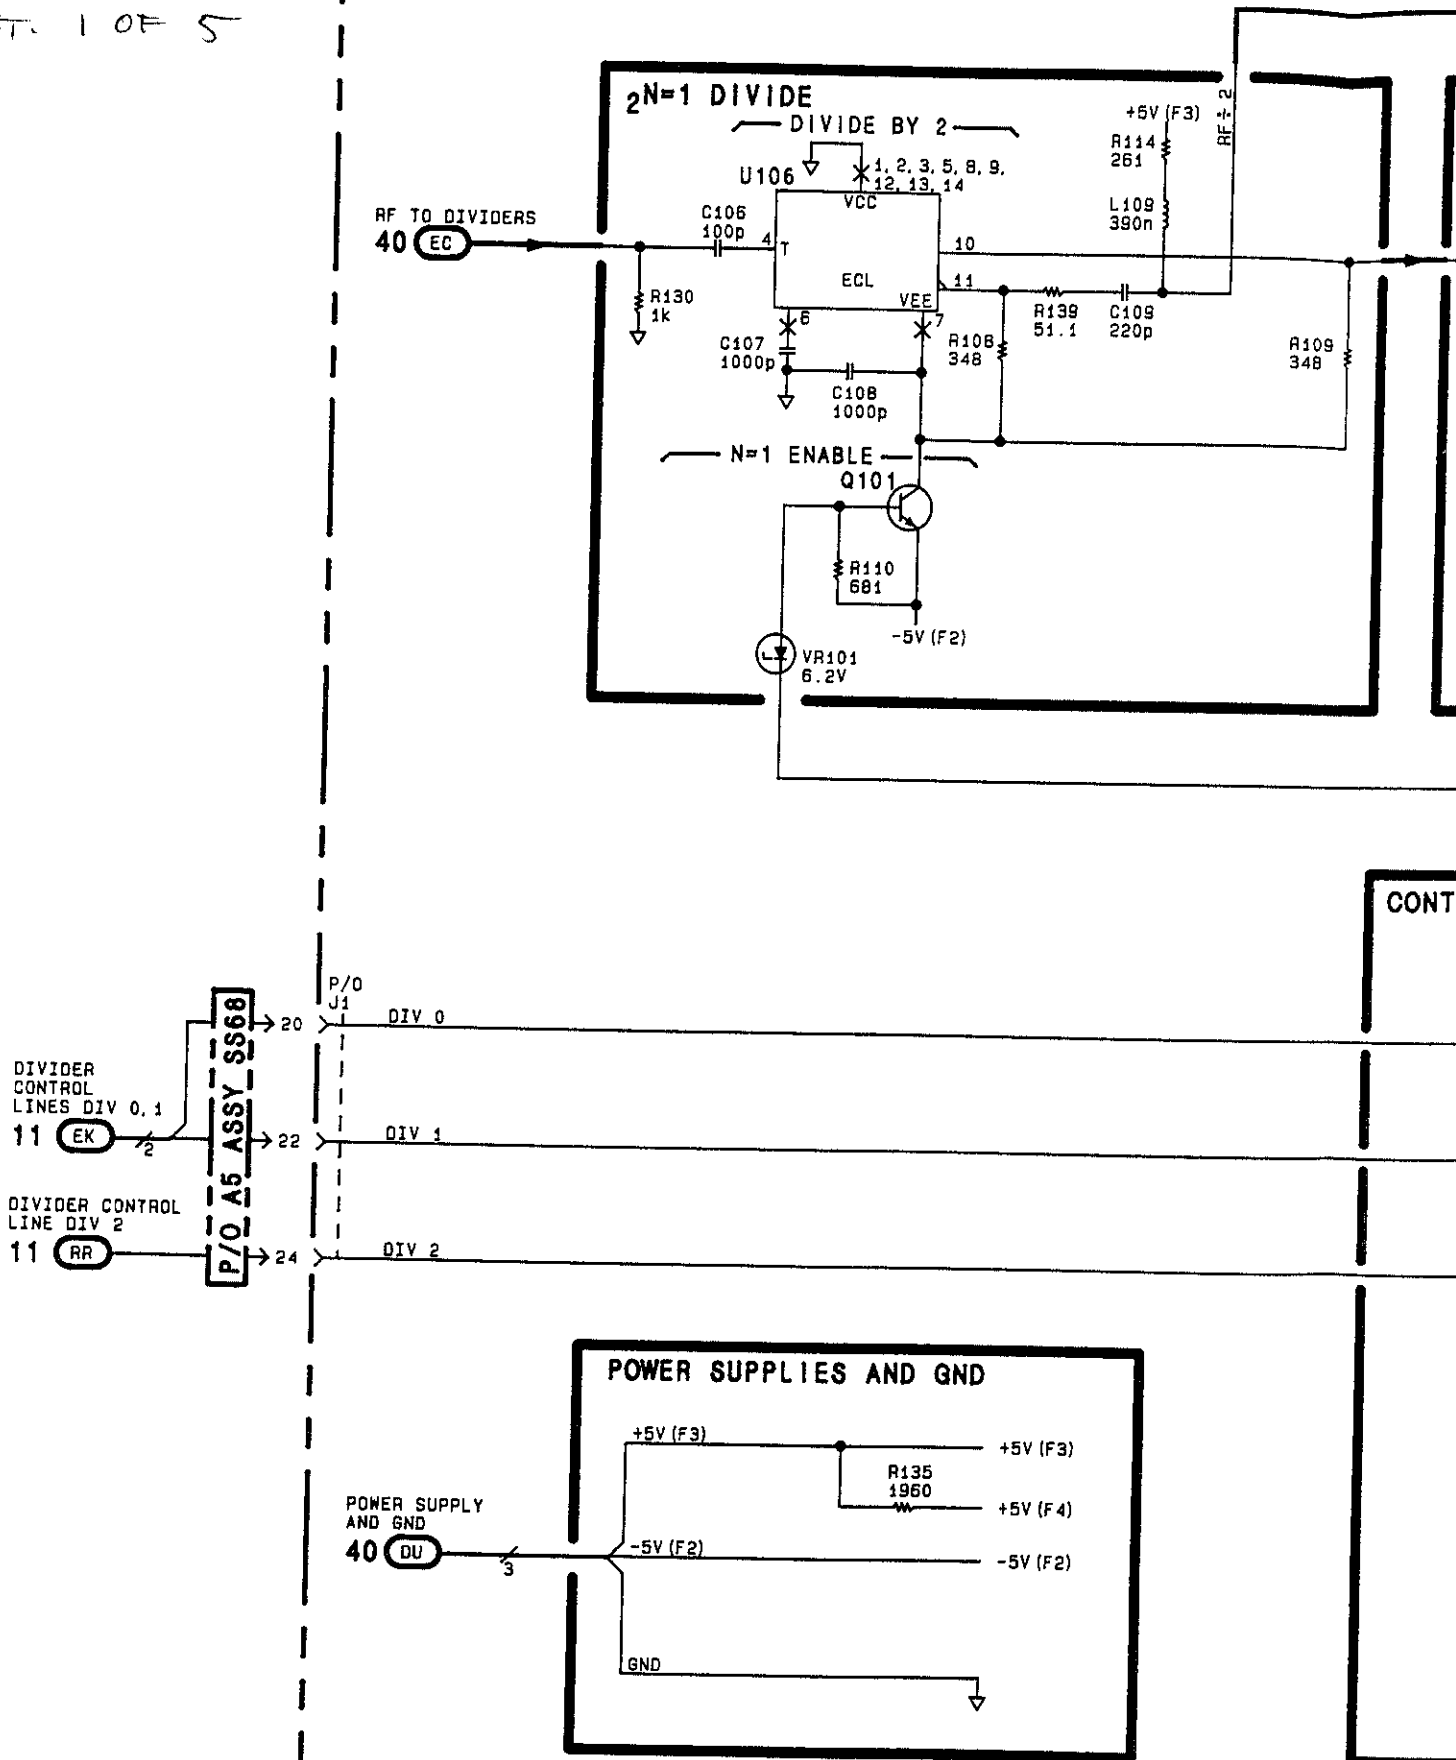 T. 1 OF 5
2N=1 DIVIDE
DIVIDE BY 2
+5V (F3)
RF÷2
R114
261
U106
1, 2, 3, 5, 8, 9,
12, 13, 14
VCC
L109
390n
RF TO DIVIDERS
40 EC
C106
100p
4
T
10
ECL
11
VEE
R130
1k
6
7
R139
51.1
C109
220p
C107
1000p
R108
348
R109
348
C108
1000p
N=1 ENABLE
Q101
R110
681
-5V (F2)
VR101
6.2V
CONT
P/O
J1
P/O A5 ASSY SS68
20
DIV 0
DIVIDER
CONTROL
LINES DIV 0, 1
11 EK
2
22
DIV 1
DIVIDER CONTROL
LINE DIV 2
11 RR
24
DIV 2
POWER SUPPLIES AND GND
+5V (F3)
+5V (F3)
R135
1960
+5V (F4)
POWER SUPPLY
AND GND
40 DU
3
-5V (F2)
-5V (F2)
GND